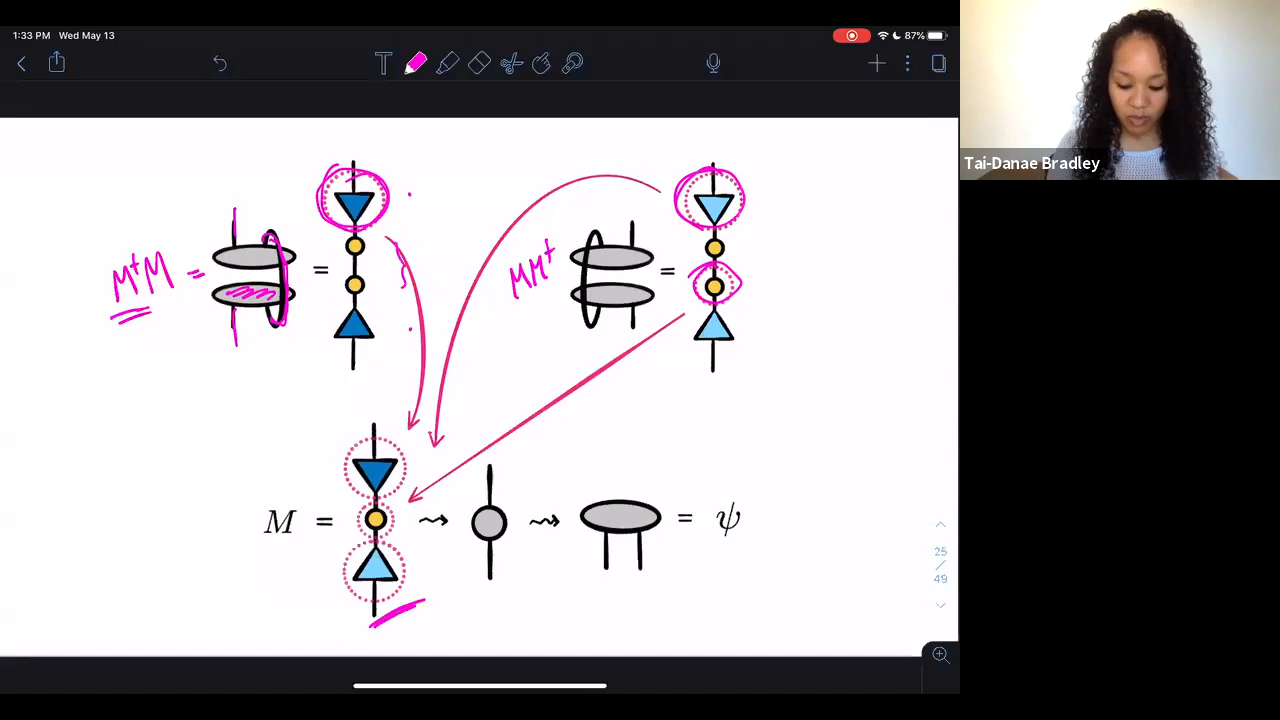 1:33 PM Wed May 13
87%
T
Tai-Danae Bradley
M†M =
=
MM†
=
M = ⇝ ⇝ = ψ
25
/
49